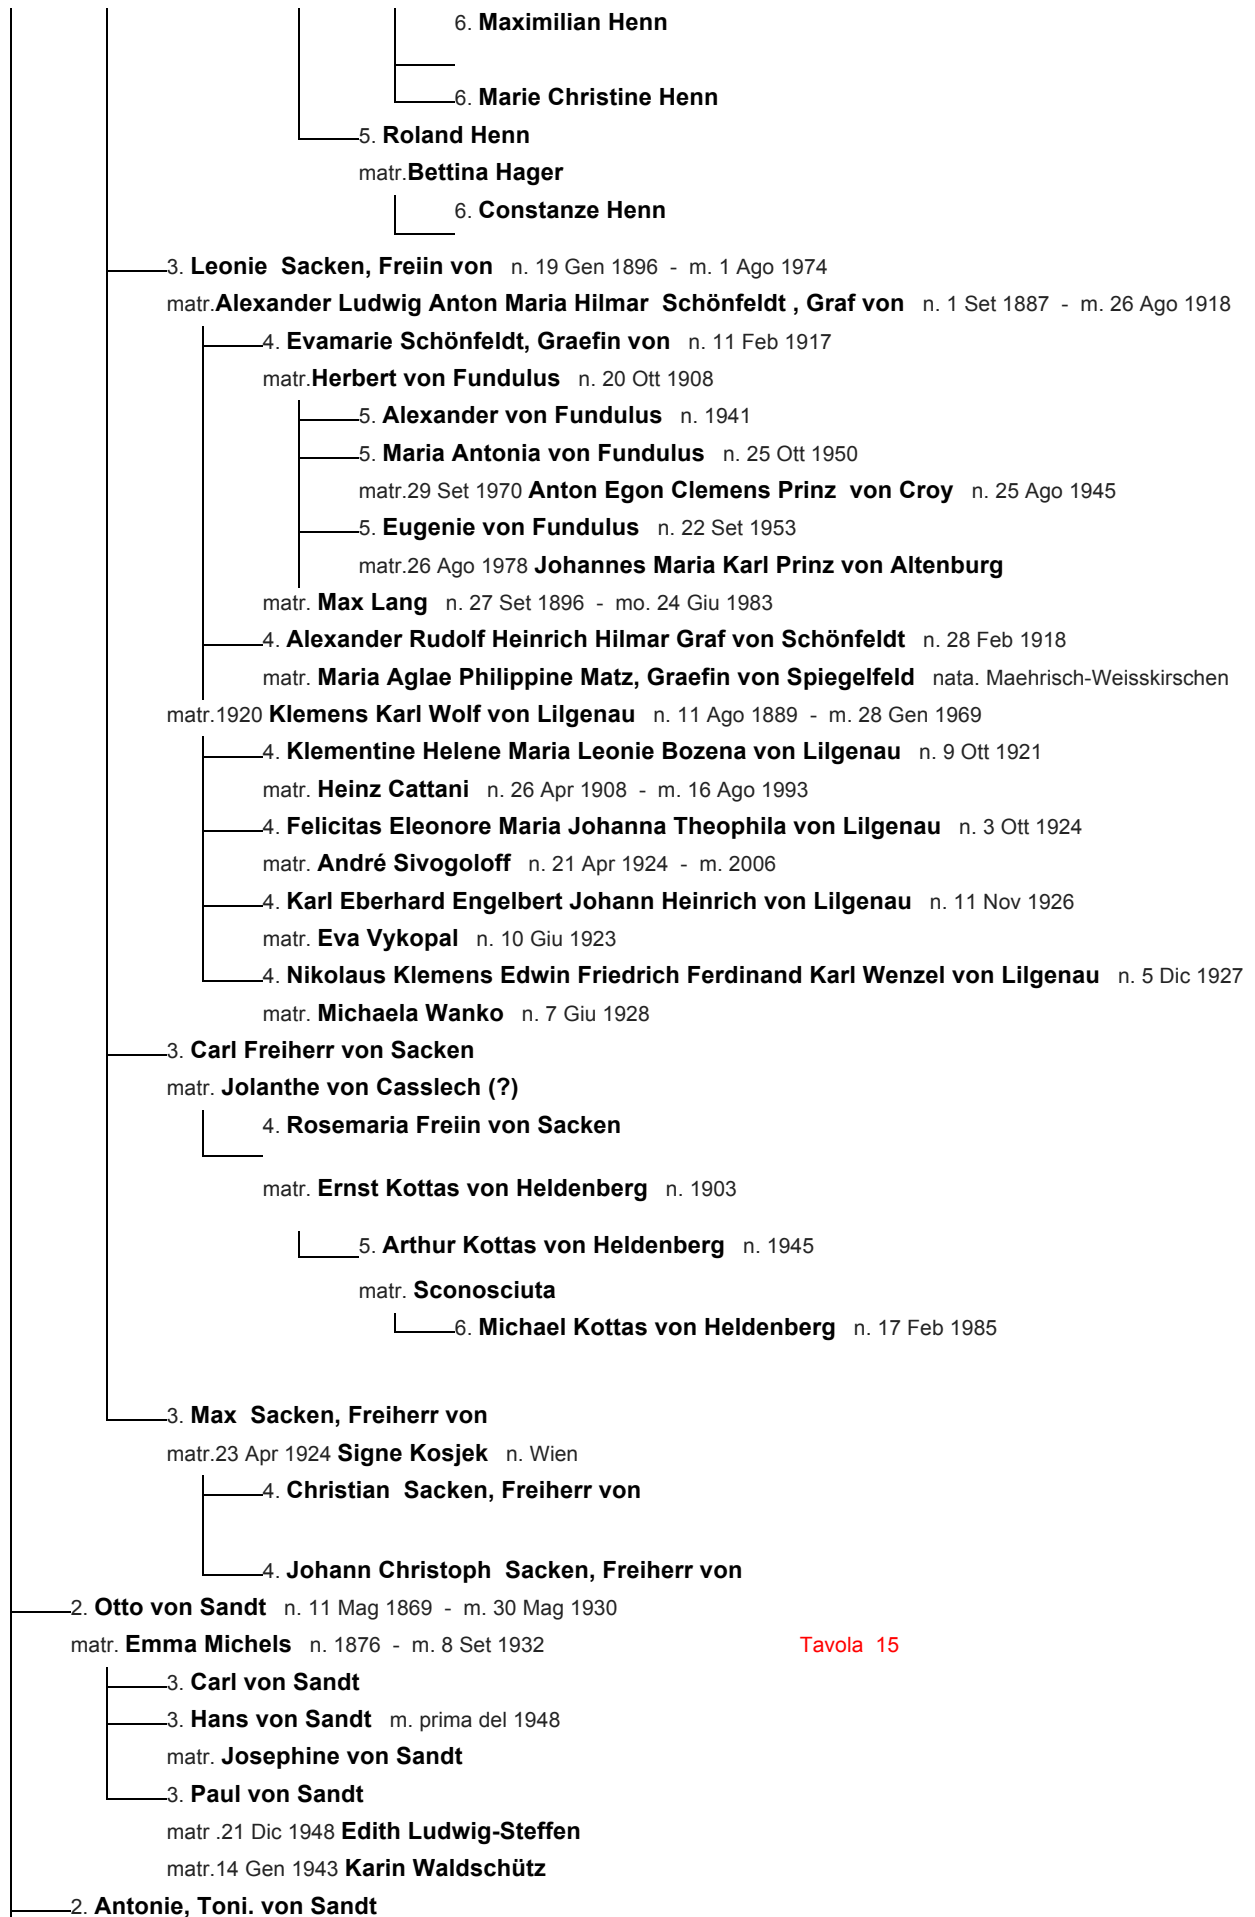 6. Maximilian Henn
6. Marie Christine Henn
5. Roland Henn
matr.Bettina Hager
6. Constanze Henn
3. Leonie  Sacken, Freiin von   n. 19 Gen 1896  -  m. 1 Ago 1974
matr.Alexander Ludwig Anton Maria Hilmar  Schönfeldt , Graf von   n. 1 Set 1887  -  m. 26 Ago 1918
4. Evamarie Schönfeldt, Graefin von   n. 11 Feb 1917
matr.Herbert von Fundulus   n. 20 Ott 1908
5. Alexander von Fundulus   n. 1941
5. Maria Antonia von Fundulus   n. 25 Ott 1950
matr.29 Set 1970 Anton Egon Clemens Prinz  von Croy   n. 25 Ago 1945
5. Eugenie von Fundulus   n. 22 Set 1953
matr.26 Ago 1978 Johannes Maria Karl Prinz von Altenburg
matr. Max Lang   n. 27 Set 1896  -  mo. 24 Giu 1983
4. Alexander Rudolf Heinrich Hilmar Graf von Schönfeldt   n. 28 Feb 1918
matr. Maria Aglae Philippine Matz, Graefin von Spiegelfeld   nata. Maehrisch-Weisskirschen
matr.1920 Klemens Karl Wolf von Lilgenau   n. 11 Ago 1889  -  m. 28 Gen 1969
4. Klementine Helene Maria Leonie Bozena von Lilgenau   n. 9 Ott 1921
matr. Heinz Cattani   n. 26 Apr 1908  -  m. 16 Ago 1993
4. Felicitas Eleonore Maria Johanna Theophila von Lilgenau   n. 3 Ott 1924
matr. André Sivogoloff   n. 21 Apr 1924  -  m. 2006
4. Karl Eberhard Engelbert Johann Heinrich von Lilgenau   n. 11 Nov 1926
matr. Eva Vykopal   n. 10 Giu 1923
4. Nikolaus Klemens Edwin Friedrich Ferdinand Karl Wenzel von Lilgenau   n. 5 Dic 1927
matr. Michaela Wanko   n. 7 Giu 1928
3. Carl Freiherr von Sacken
matr. Jolanthe von Casslech (?)
4. Rosemaria Freiin von Sacken
matr. Ernst Kottas von Heldenberg   n. 1903
5. Arthur Kottas von Heldenberg   n. 1945
matr. Sconosciuta
6. Michael Kottas von Heldenberg   n. 17 Feb 1985
3. Max  Sacken, Freiherr von
matr.23 Apr 1924 Signe Kosjek   n. Wien
4. Christian  Sacken, Freiherr von
4. Johann Christoph  Sacken, Freiherr von
2. Otto von Sandt   n. 11 Mag 1869  -  m. 30 Mag 1930
matr. Emma Michels   n. 1876  -  m. 8 Set 1932   Tavola  15
3. Carl von Sandt
3. Hans von Sandt   m. prima del 1948
matr. Josephine von Sandt
3. Paul von Sandt
matr .21 Dic 1948 Edith Ludwig-Steffen
matr.14 Gen 1943 Karin Waldschütz
2. Antonie, Toni. von Sandt